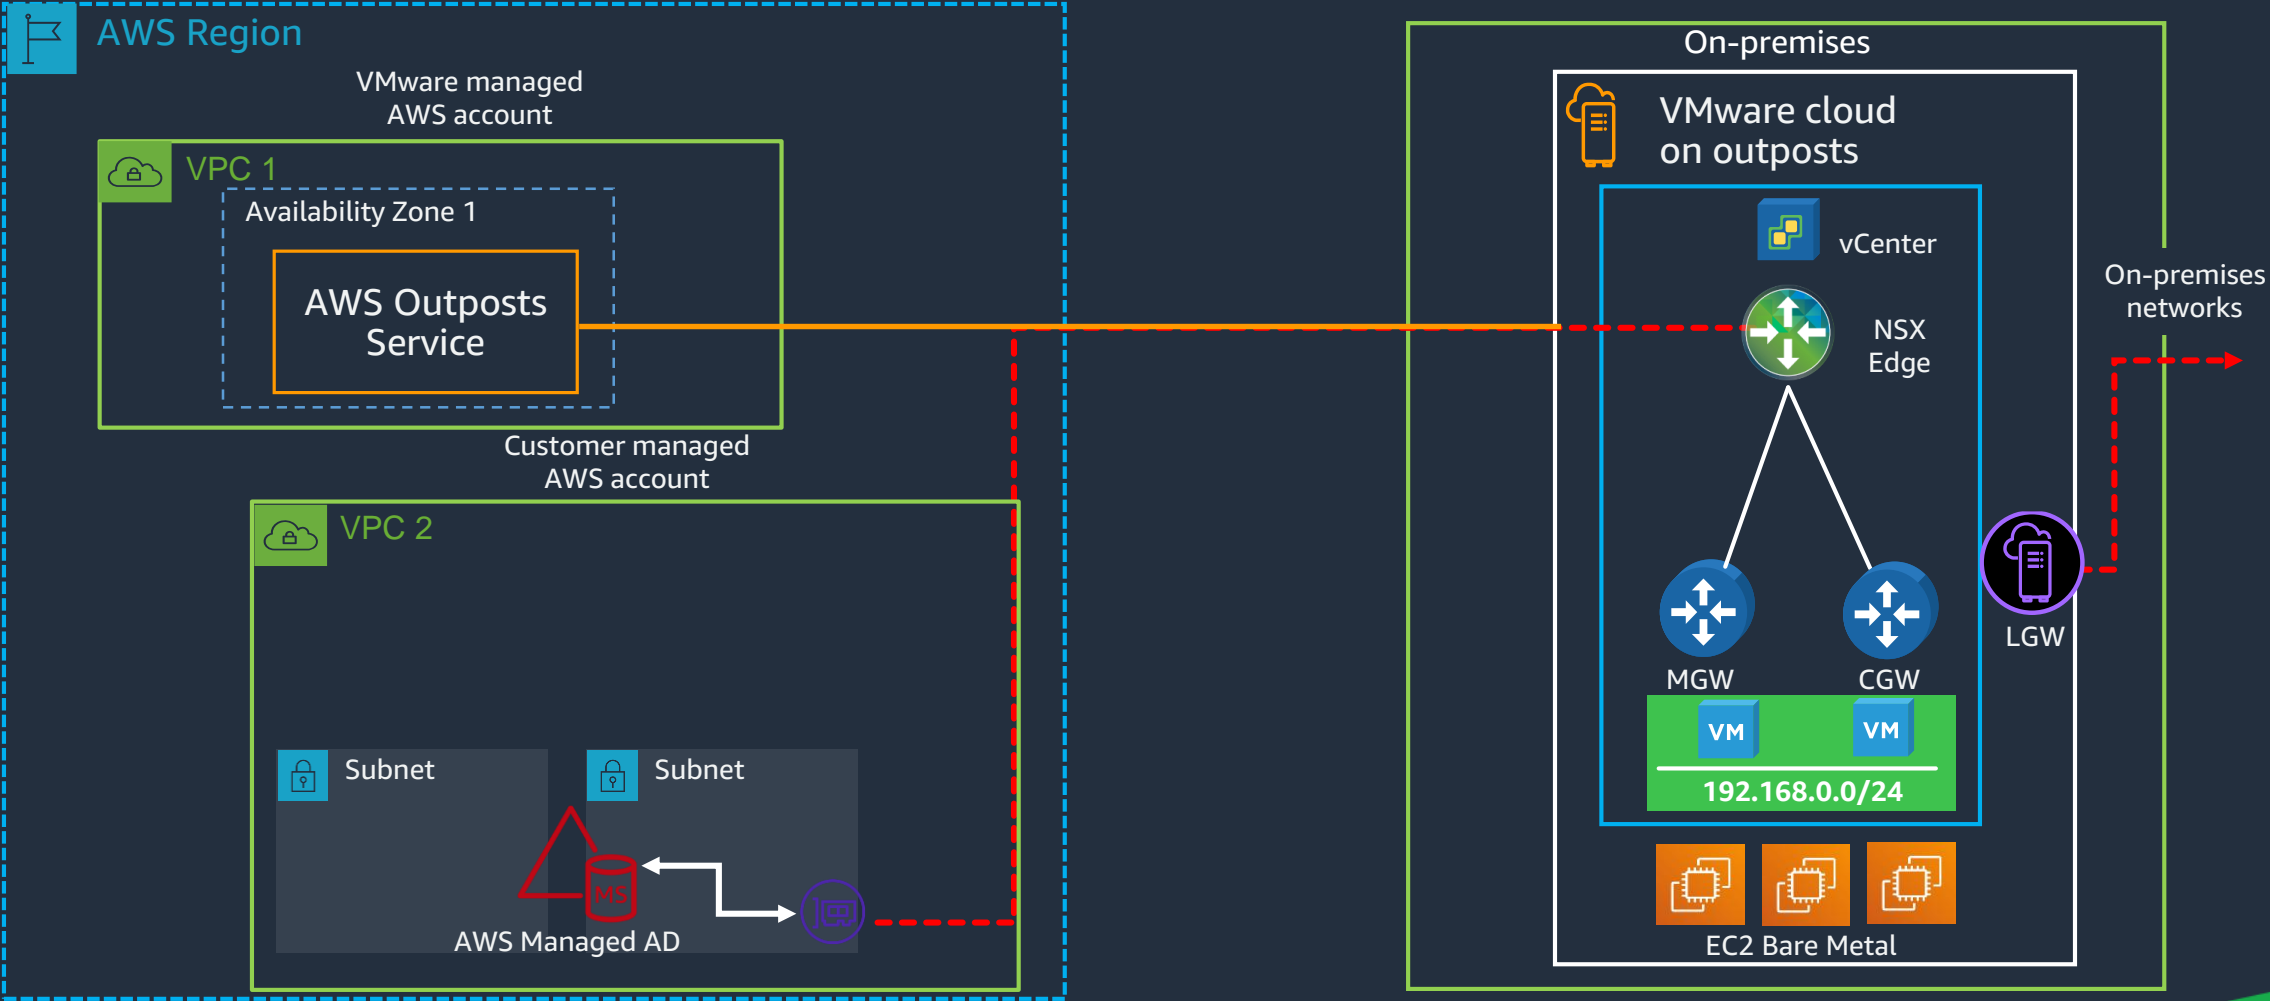 AWS Region
VMware managed
AWS account
VPC 1
Availability Zone 1
AWS Outposts
Service
Customer managed
AWS account
VPC 2
Subnet
Subnet
MS
AWS Managed AD
On-premises
VMware cloud
on outposts
vCenter
NSX
Edge
MGW
CGW
VM
VM
192.168.0.0/24
EC2 Bare Metal
LGW
On-premises
networks